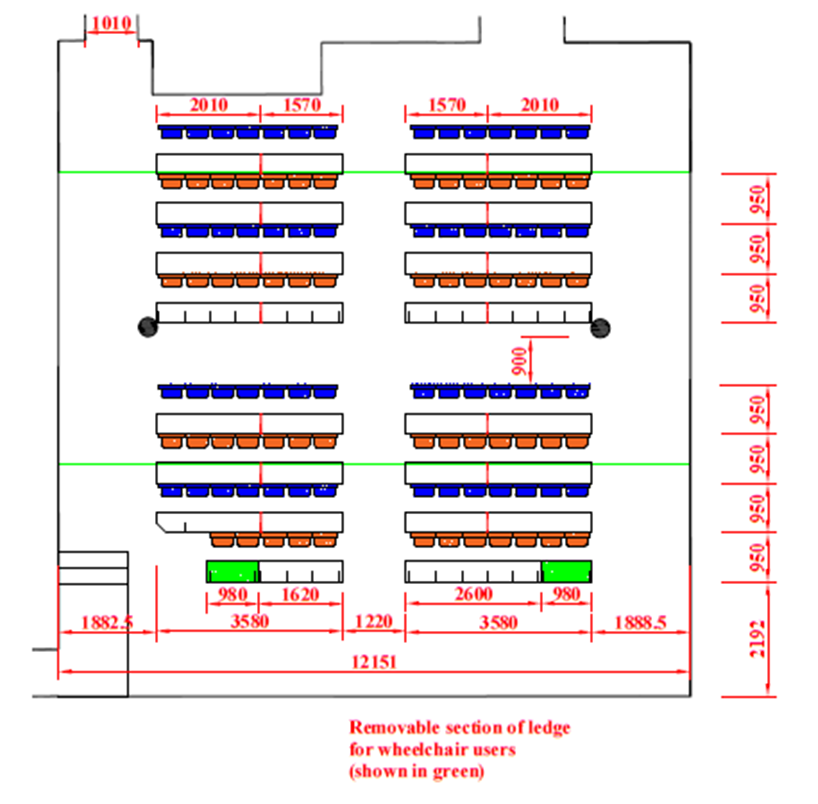 1010
2010 1570 1570 2010
950
950
950
900
950
950
950
950
980 1620 2600 980
1882.5 3580 1220 3580 1888.5
2192
12151
Removable section of ledge
for wheelchair users
(shown in green)